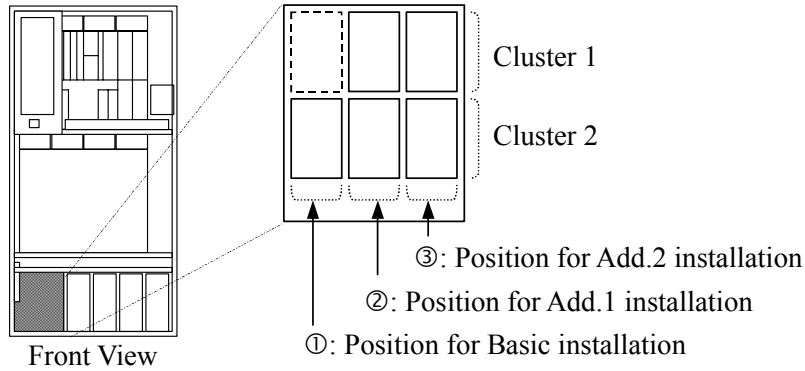 Cluster 1
Cluster 2
③: Position for Add.2 installation
②: Position for Add.1 installation
①: Position for Basic installation
Front View